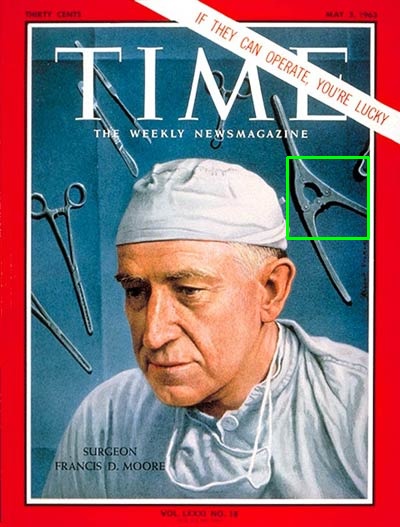 THIRTY CENTS
MAY 3, 1963
IF THEY CAN OPERATE, YOU'RE LUCKY
TIME
THE WEEKLY NEWSMAGAZINE
SURGEON
FRANCIS D. MOORE
VOL. LXXXI NO. 18